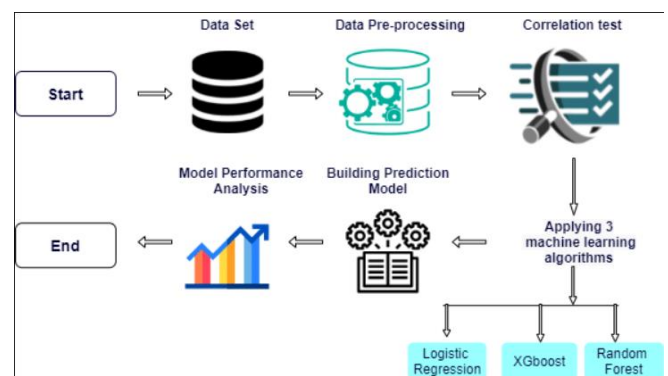 Data Set
Data Pre-processing
Correlation test
Start
Model Performance
Analysis
Building Prediction
Model
End
Applying 3
machine learning
algorithms
Logistic
Regression
XGboost
Random
Forest